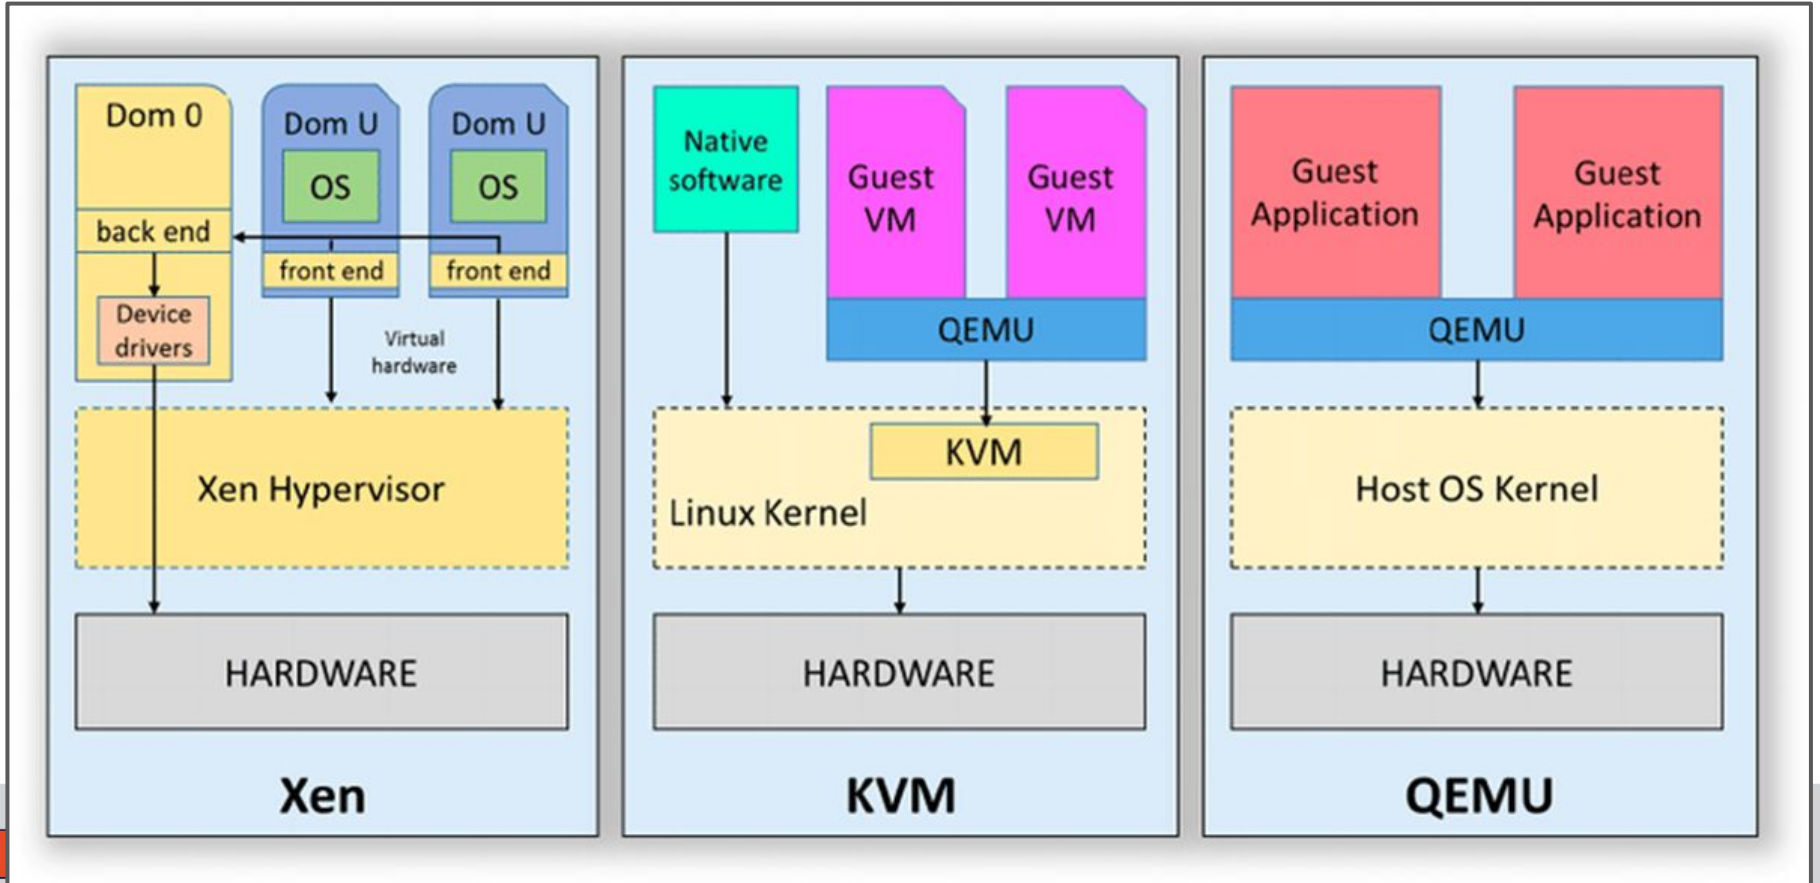 Dom 0
back end
Device
drivers
Dom U
OS
front end
Dom U
OS
front end
Virtual
hardware
Xen Hypervisor
HARDWARE
Xen
Native
software
Guest
VM
Guest
VM
QEMU
KVM
Linux Kernel
HARDWARE
KVM
Guest
Application
Guest
Application
QEMU
Host OS Kernel
HARDWARE
QEMU